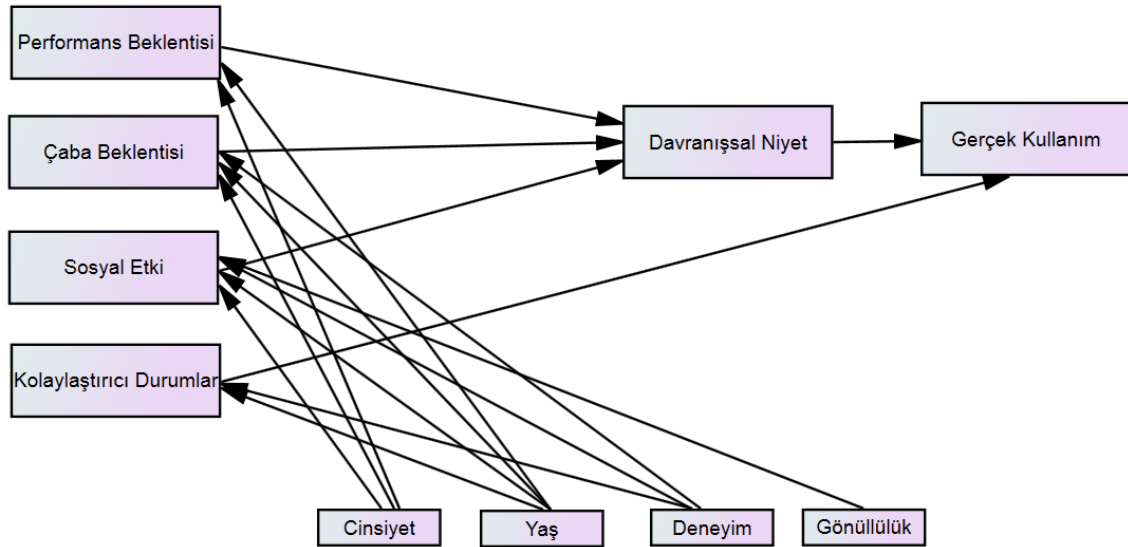 Performans Beklentisi
Çaba Beklentisi
Sosyal Etki
Kolaylaştırıcı Durumlar
Davranışsal Niyet
Gerçek Kullanım
Cinsiyet
Yaş
Deneyim
Gönüllülük